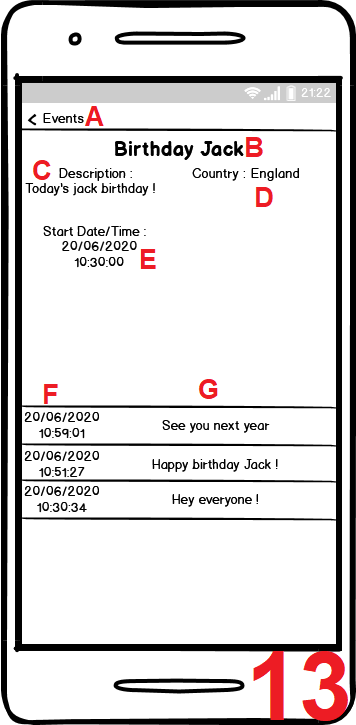 21:22
< Events A
Birthday Jack B
C Description :
Today's jack birthday !
Country : England
D
Start Date/Time :
20/06/2020
10:30:00 E
F G
20/06/2020
10:59:01
See you next year
20/06/2020
10:51:27
Happy birthday Jack !
20/06/2020
10:30:34
Hey everyone !
13